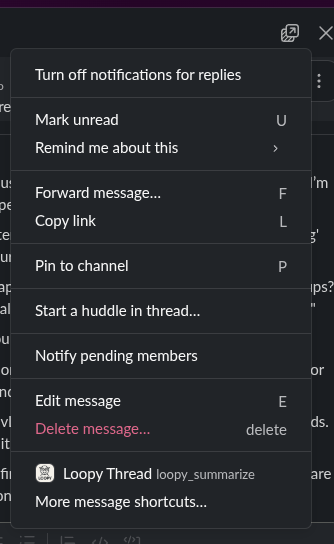 Turn off notifications for replies
Mark unread U
Remind me about this
Forward message... F
Copy link L
Pin to channel P
Start a huddle in thread...
Notify pending members
Edit message E
Delete message... delete
Loopy Thread loopy_summarize
More message shortcuts...